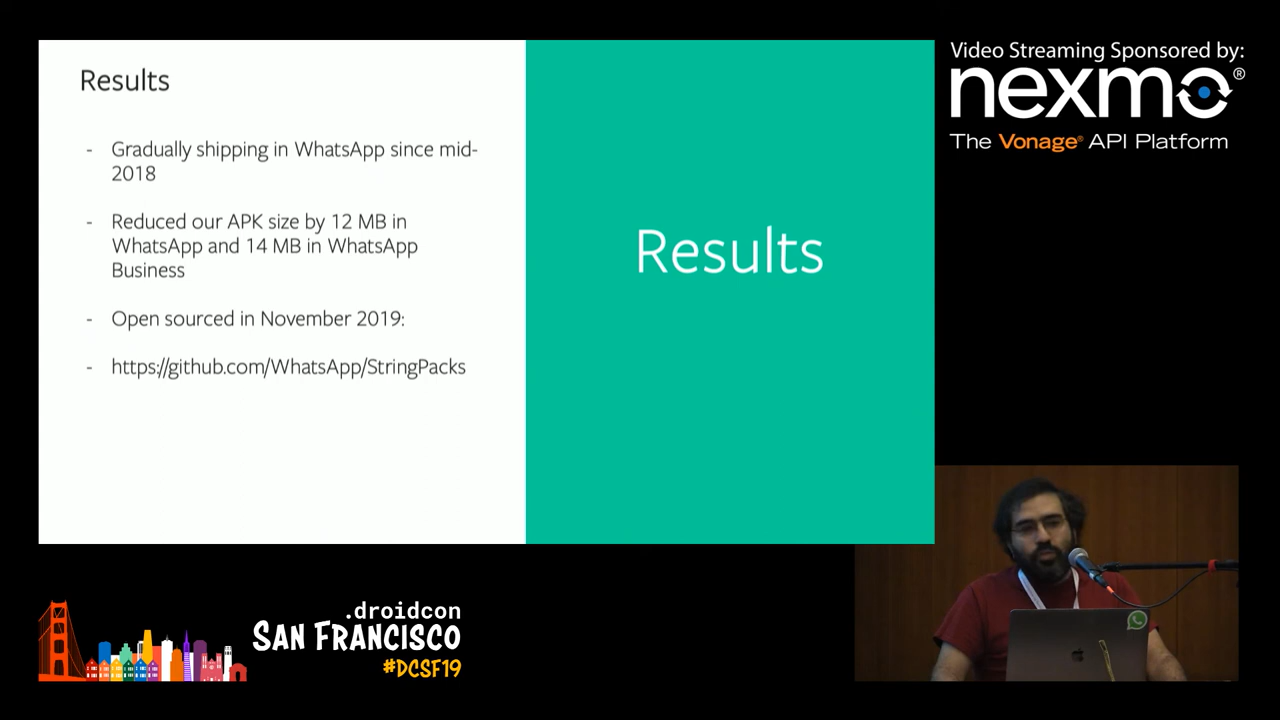 Results
- Gradually shipping in WhatsApp since mid-
2018
- Reduced our APK size by 12 MB in
WhatsApp and 14 MB in WhatsApp
Business
- Open sourced in November 2019:
- https://github.com/WhatsApp/StringPacks
Results
Video Streaming Sponsored by:
nexmo®
The Vonage® API Platform
.droidcon
SAN FRANCISCO
#DCSF19